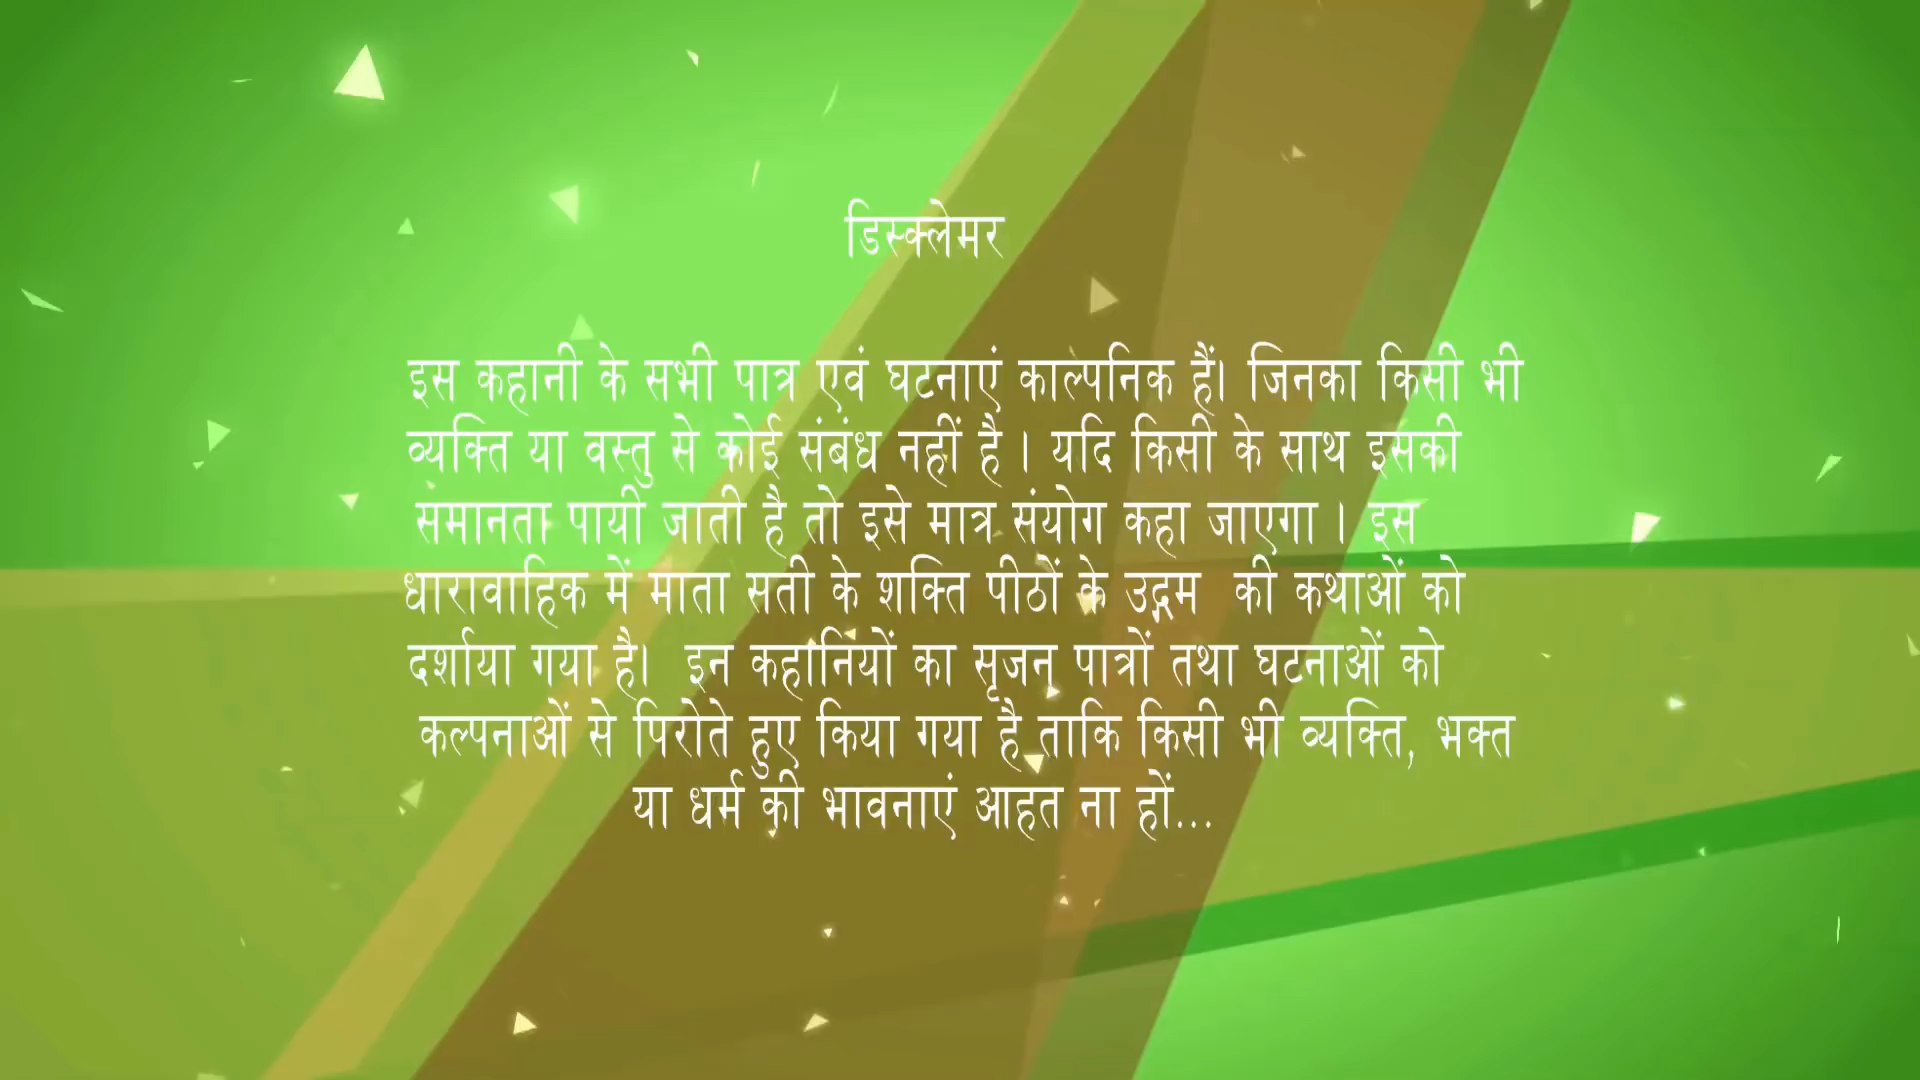 डिस्क्लेमर
इस कहानी के सभी पात्र एवं घटनाएं काल्पनिक हैं। जिनका किसी भी
व्यक्ति या वस्तु से कोई संबंध नहीं है । यदि किसी के साथ इसकी
समानता पायी जाती है तो इसे मात्र संयोग कहा जाएगा । इस
धारावाहिक में माता सती के शक्ति पीठों के उद्गम की कथाओं को
दर्शाया गया है। इन कहानियों का सृजन पात्रों तथा घटनाओं को
कल्पनाओं से पिरोते हुए किया गया है ताकि किसी भी व्यक्ति, भक्त
या धर्म की भावनाएं आहत ना हों...